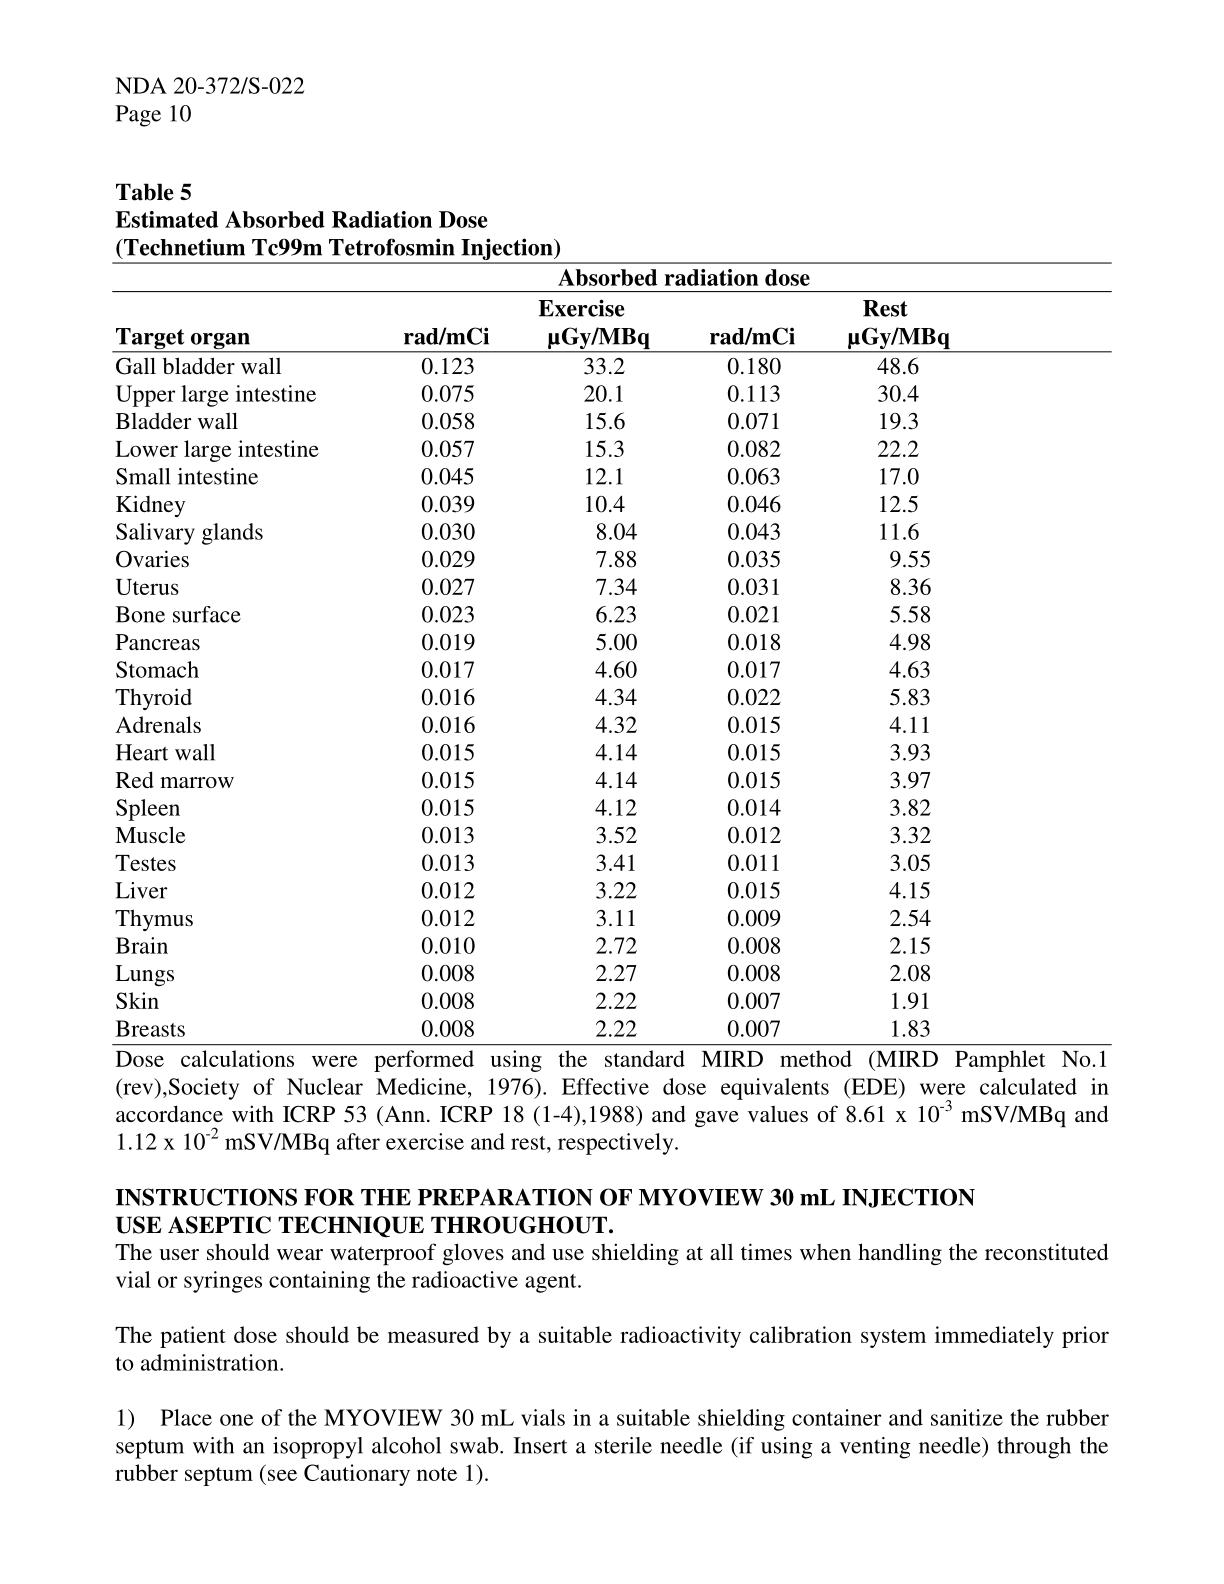 NDA 20-372/S-022
Page 10
Table 5
Estimated Absorbed Radiation Dose
(Technetium Tc99m Tetrofosmin Injection)
Absorbed radiation dose
Exercise Rest
Target organ rad/mCi µGy/MBq rad/mCi µGy/MBq
Gall bladder wall 0.123 33.2 0.180 48.6
Upper large intestine 0.075 20.1 0.113 30.4
Bladder wall 0.058 15.6 0.071 19.3
Lower large intestine 0.057 15.3 0.082 22.2
Small intestine 0.045 12.1 0.063 17.0
Kidney 0.039 10.4 0.046 12.5
Salivary glands 0.030 8.04 0.043 11.6
Ovaries 0.029 7.88 0.035 9.55
Uterus 0.027 7.34 0.031 8.36
Bone surface 0.023 6.23 0.021 5.58
Pancreas 0.019 5.00 0.018 4.98
Stomach 0.017 4.60 0.017 4.63
Thyroid 0.016 4.34 0.022 5.83
Adrenals 0.016 4.32 0.015 4.11
Heart wall 0.015 4.14 0.015 3.93
Red marrow 0.015 4.14 0.015 3.97
Spleen 0.015 4.12 0.014 3.82
Muscle 0.013 3.52 0.012 3.32
Testes 0.013 3.41 0.011 3.05
Liver 0.012 3.22 0.015 4.15
Thymus 0.012 3.11 0.009 2.54
Brain 0.010 2.72 0.008 2.15
Lungs 0.008 2.27 0.008 2.08
Skin 0.008 2.22 0.007 1.91
Breasts 0.008 2.22 0.007 1.83
Dose calculations were performed using the standard MIRD method (MIRD Pamphlet No.1
(rev),Society of Nuclear Medicine, 1976). Effective dose equivalents (EDE) were calculated in
accordance with ICRP 53 (Ann. ICRP 18 (1-4),1988) and gave values of 8.61 x 10⁻³ mSV/MBq and
1.12 x 10⁻² mSV/MBq after exercise and rest, respectively.
INSTRUCTIONS FOR THE PREPARATION OF MYOVIEW 30 mL INJECTION
USE ASEPTIC TECHNIQUE THROUGHOUT.
The user should wear waterproof gloves and use shielding at all times when handling the reconstituted
vial or syringes containing the radioactive agent.
The patient dose should be measured by a suitable radioactivity calibration system immediately prior
to administration.
1) Place one of the MYOVIEW 30 mL vials in a suitable shielding container and sanitize the rubber
septum with an isopropyl alcohol swab. Insert a sterile needle (if using a venting needle) through the
rubber septum (see Cautionary note 1).